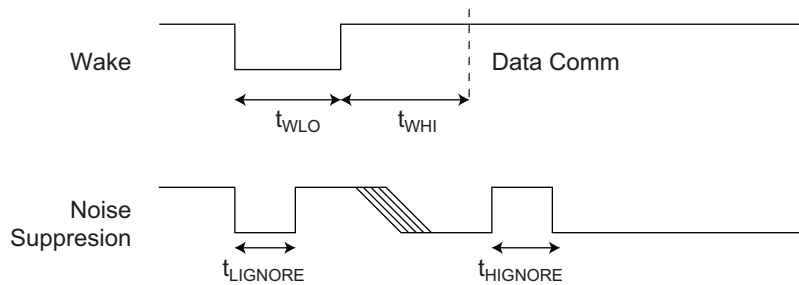 Wake
Data Comm
tWLO
tWHI
Noise
Suppresion
tLIGNORE
tHIGNORE